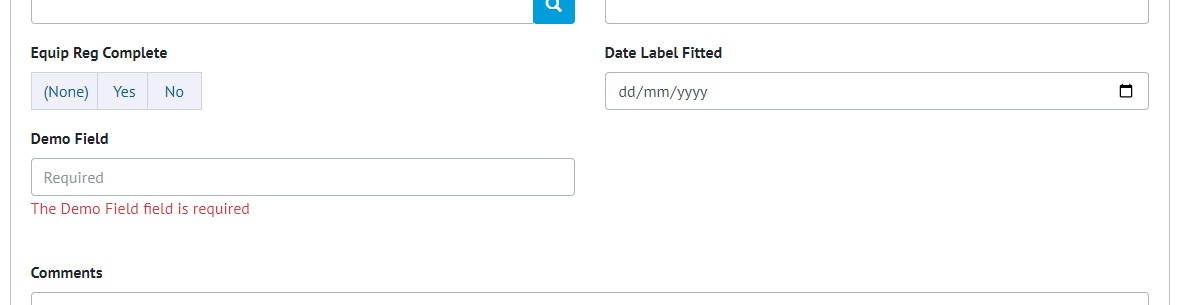 Equip Reg Complete
Date Label Fitted
(None) Yes No
dd/mm/yyyy
Demo Field
Required
The Demo Field field is required
Comments